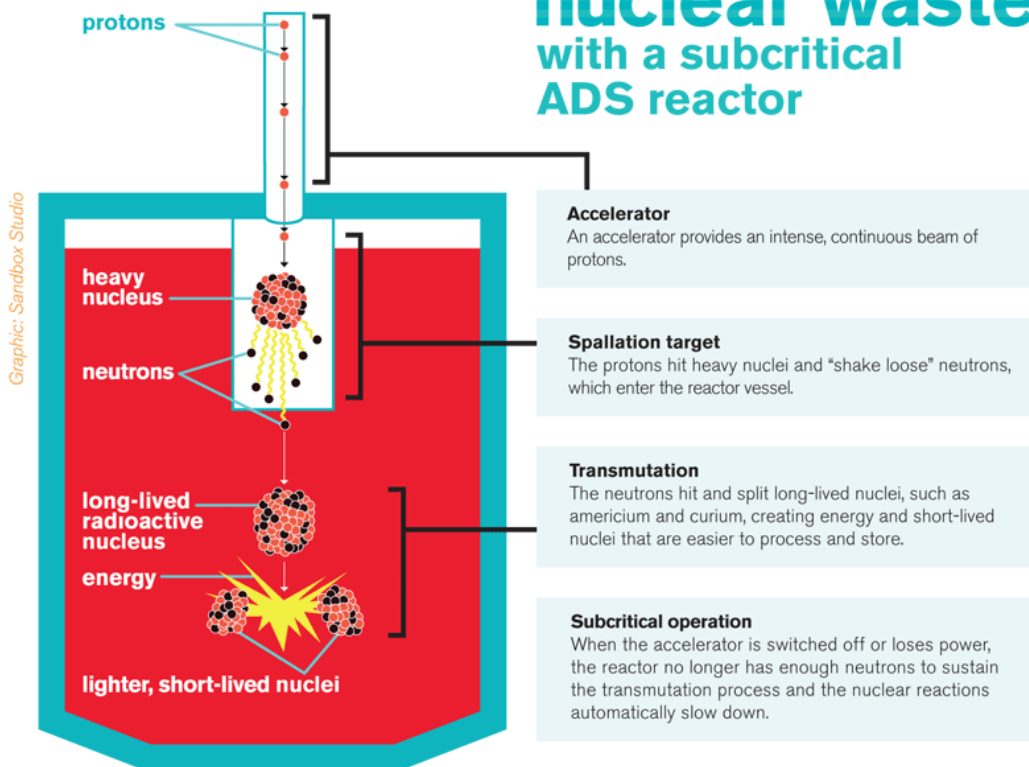 nuclear waste
with a subcritical
ADS reactor
protons
Graphic: Sandbox Studio
heavy
nucleus
neutrons
long-lived
radioactive
nucleus
energy
lighter, short-lived nuclei
Accelerator
An accelerator provides an intense, continuous beam of
protons.
Spallation target
The protons hit heavy nuclei and “shake loose” neutrons,
which enter the reactor vessel.
Transmutation
The neutrons hit and split long-lived nuclei, such as
americium and curium, creating energy and short-lived
nuclei that are easier to process and store.
Subcritical operation
When the accelerator is switched off or loses power,
the reactor no longer has enough neutrons to sustain
the transmutation process and the nuclear reactions
automatically slow down.